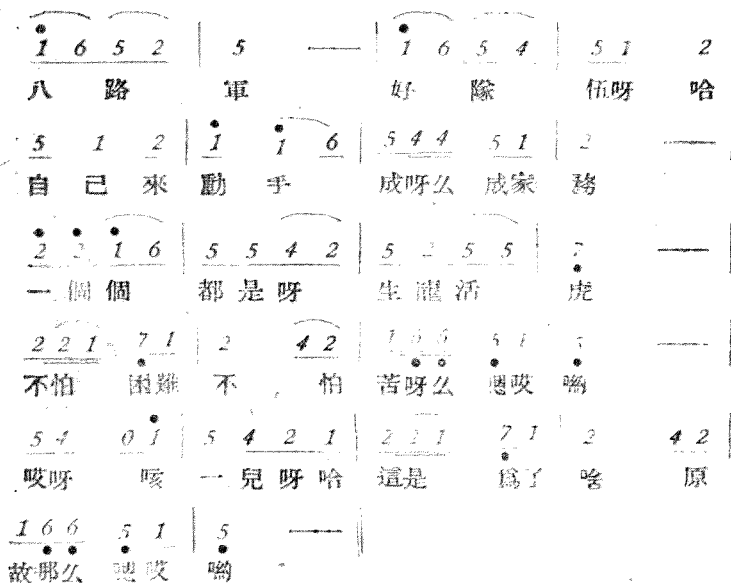 1 6 5 2 | 5 — | 1 6 5 4 | 5 1 2
八路軍 好隊伍呀哈
5 1 2 | 1 1 6 | 5 4 4 5 1 | 2 —
自己來動手 成呀么成家務
2 2 1 6 | 5 5 4 2 | 5 2 5 5 | 7 —
一個個都是呀生龍活虎
2 2 1 7 1 | 2 4 2 | 1 6 6 5 1 | 5 —
不怕困難不怕苦呀么嗯哎喲
5 4 0 1 | 5 4 2 1 | 2 2 1 7 1 | 2 4 2
哎呀咳一兒呀哈這是爲了啥原
1 6 6 5 1 | 5 —
故那么嗯哎喲